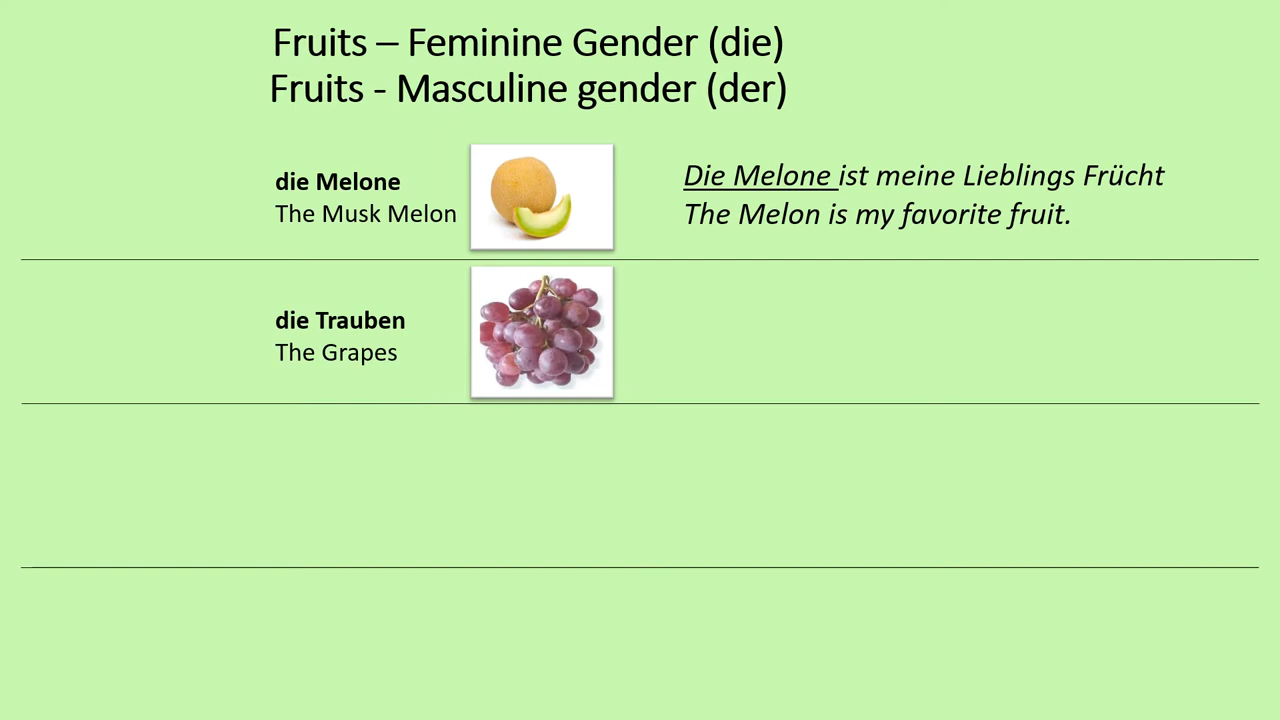 Fruits – Feminine Gender (die)
Fruits - Masculine gender (der)
die Melone
The Musk Melon
Die Melone ist meine Lieblings Frücht
The Melon is my favorite fruit.
die Trauben
The Grapes